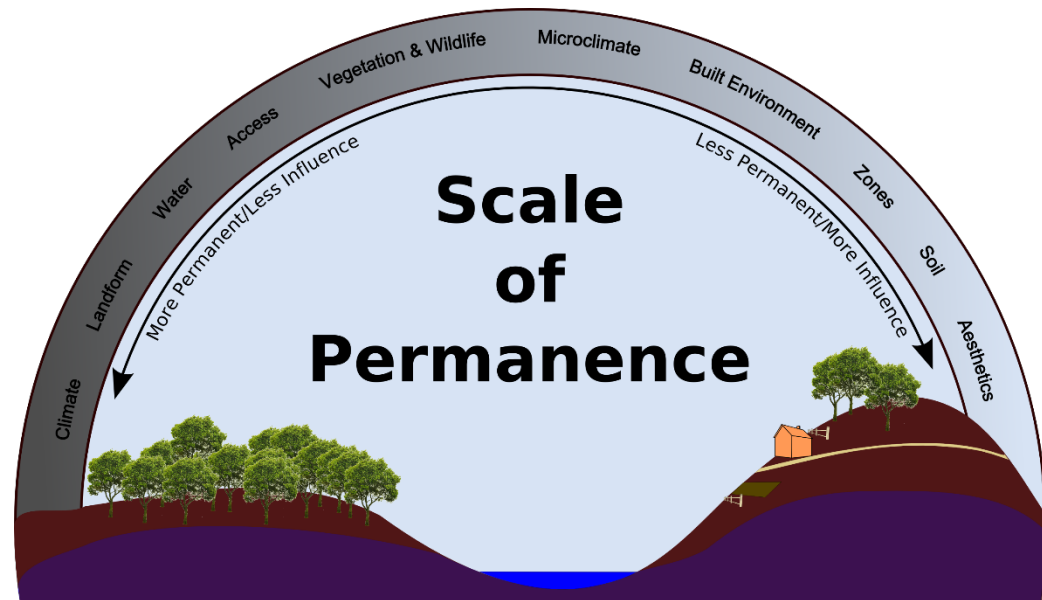 Climate
Landform
Water
Access
Vegetation & Wildlife
Microclimate
Built Environment
Zones
Soil
Aesthetics
More Permanent/Less Influence
Less Permanent/More Influence
Scale
of
Permanence